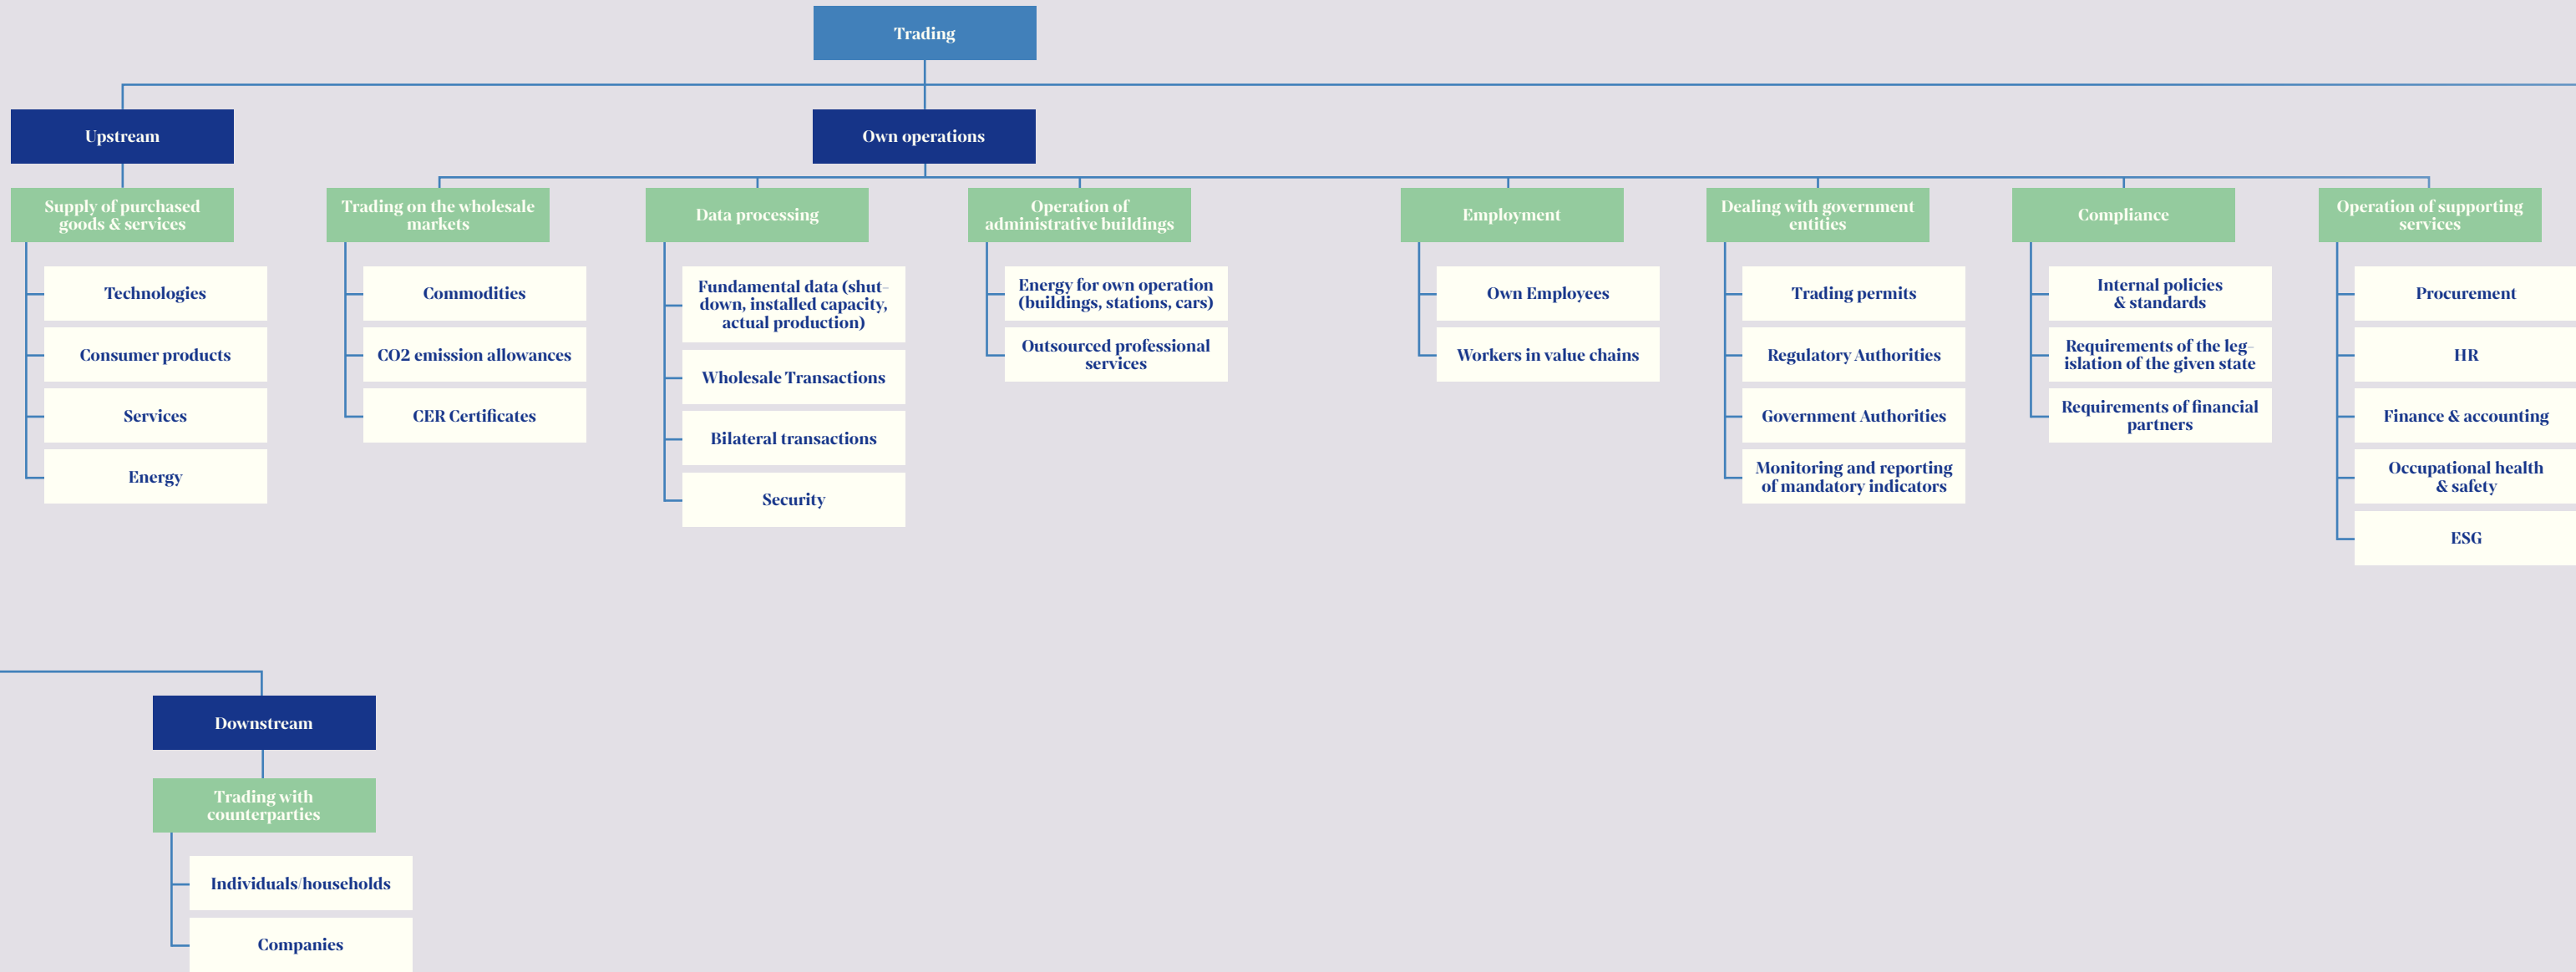 Trading
Upstream
Own operations
Supply of purchased
goods & services
Technologies
Consumer products
Services
Energy
Trading on the wholesale
markets
Commodities
CO2 emission allowances
CER Certificates
Data processing
Fundamental data (shut-
down, installed capacity,
actual production)
Wholesale Transactions
Bilateral transactions
Security
Operation of
administrative buildings
Energy for own operation
(buildings, stations, cars)
Outsourced professional
services
Employment
Own Employees
Workers in value chains
Dealing with government
entities
Trading permits
Regulatory Authorities
Government Authorities
Monitoring and reporting
of mandatory indicators
Compliance
Internal policies
& standards
Requirements of the leg-
islation of the given state
Requirements of financial
partners
Operation of supporting
services
Procurement
HR
Finance & accounting
Occupational health
& safety
ESG
Downstream
Trading with
counterparties
Individuals/households
Companies